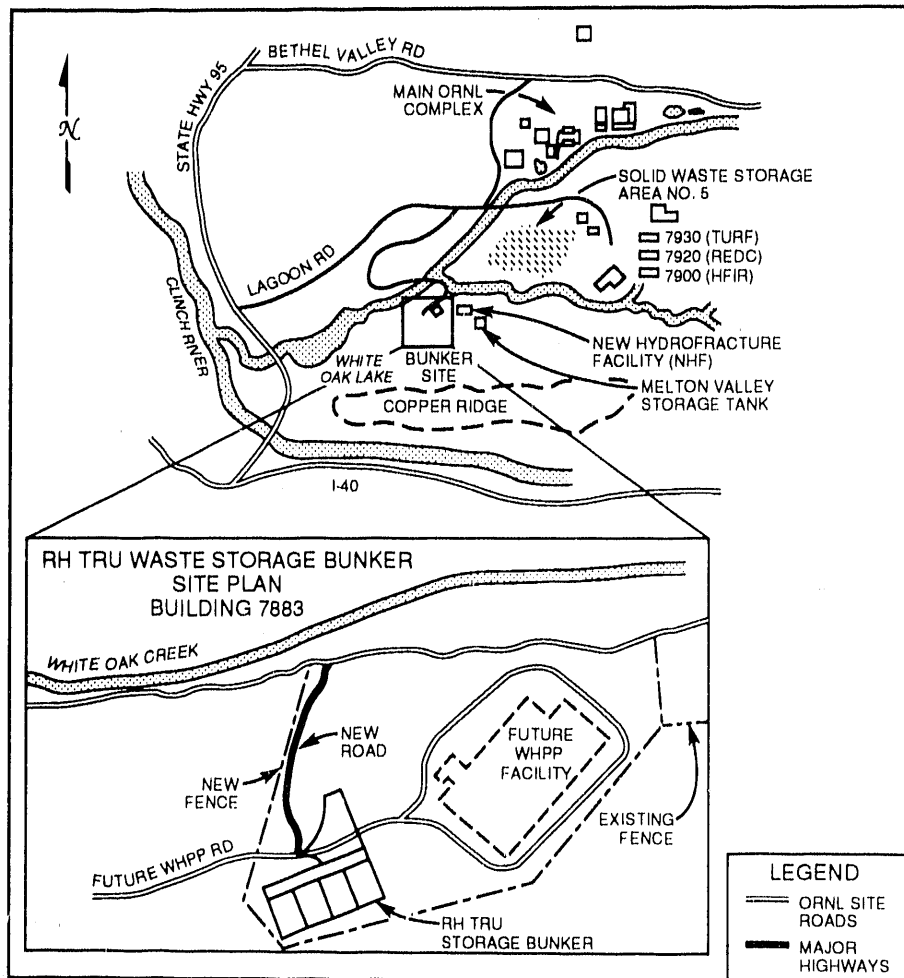 BETHEL VALLEY RD
MAIN ORNL
COMPLEX
STATE HWY 95
N
SOLID WASTE STORAGE
AREA NO. 5
7930 (TURF)
7920 (REDC)
7900 (HFIR)
LAGOON RD
CLINCH RIVER
NEW HYDROFRACTURE
FACILITY (NHF)
WHITE
OAK LAKE
BUNKER
SITE
MELTON VALLEY
STORAGE TANK
COPPER RIDGE
I-40
RH TRU WASTE STORAGE BUNKER
SITE PLAN
BUILDING 7883
WHITE OAK CREEK
NEW
ROAD
NEW
FENCE
FUTURE
WHPP
FACILITY
EXISTING
FENCE
FUTURE WHPP RD
RH TRU
STORAGE BUNKER
LEGEND
ORNL SITE
ROADS
MAJOR
HIGHWAYS